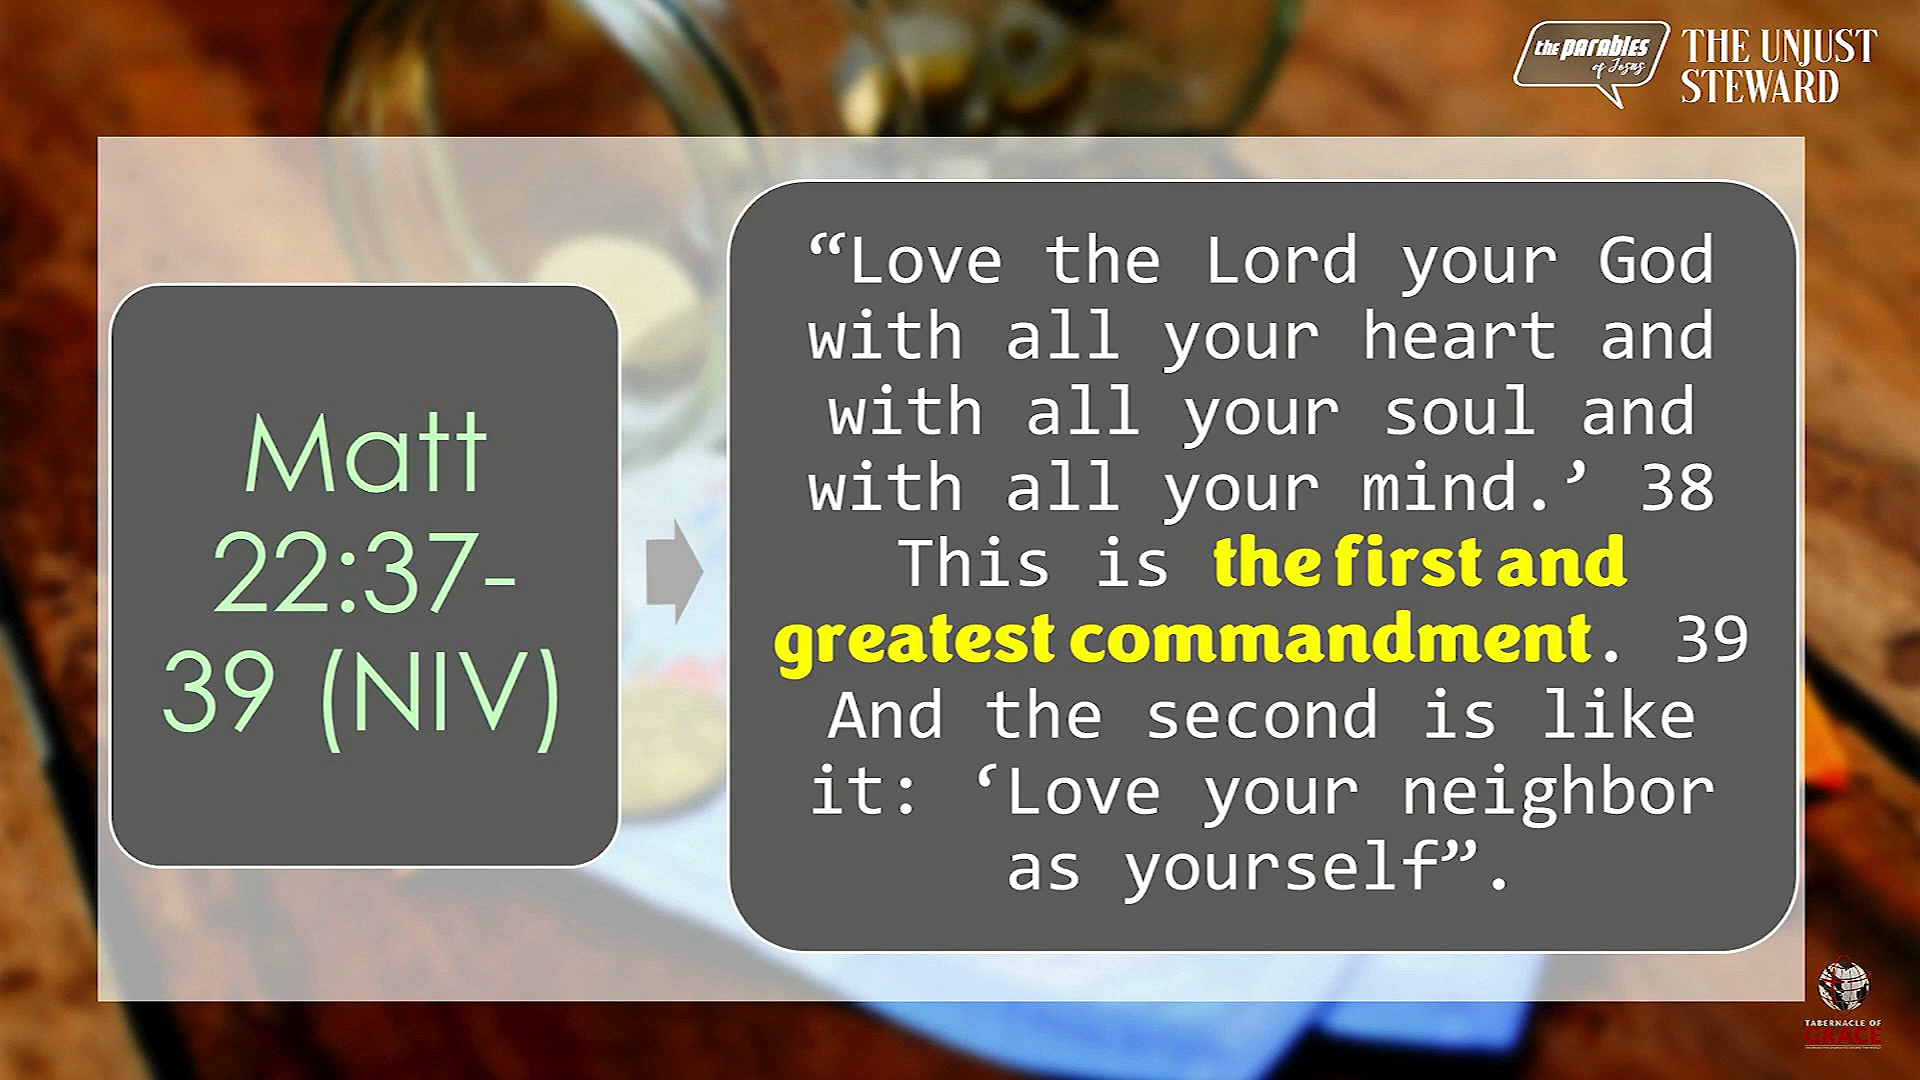 the parables
of Jesus
THE UNJUST
STEWARD
Matt
22:37-
39 (NIV)
“Love the Lord your God
with all your heart and
with all your soul and
with all your mind.’ 38
This is the first and
greatest commandment. 39
And the second is like
it: ‘Love your neighbor
as yourself”.
TABERNACLE OF
GRACE